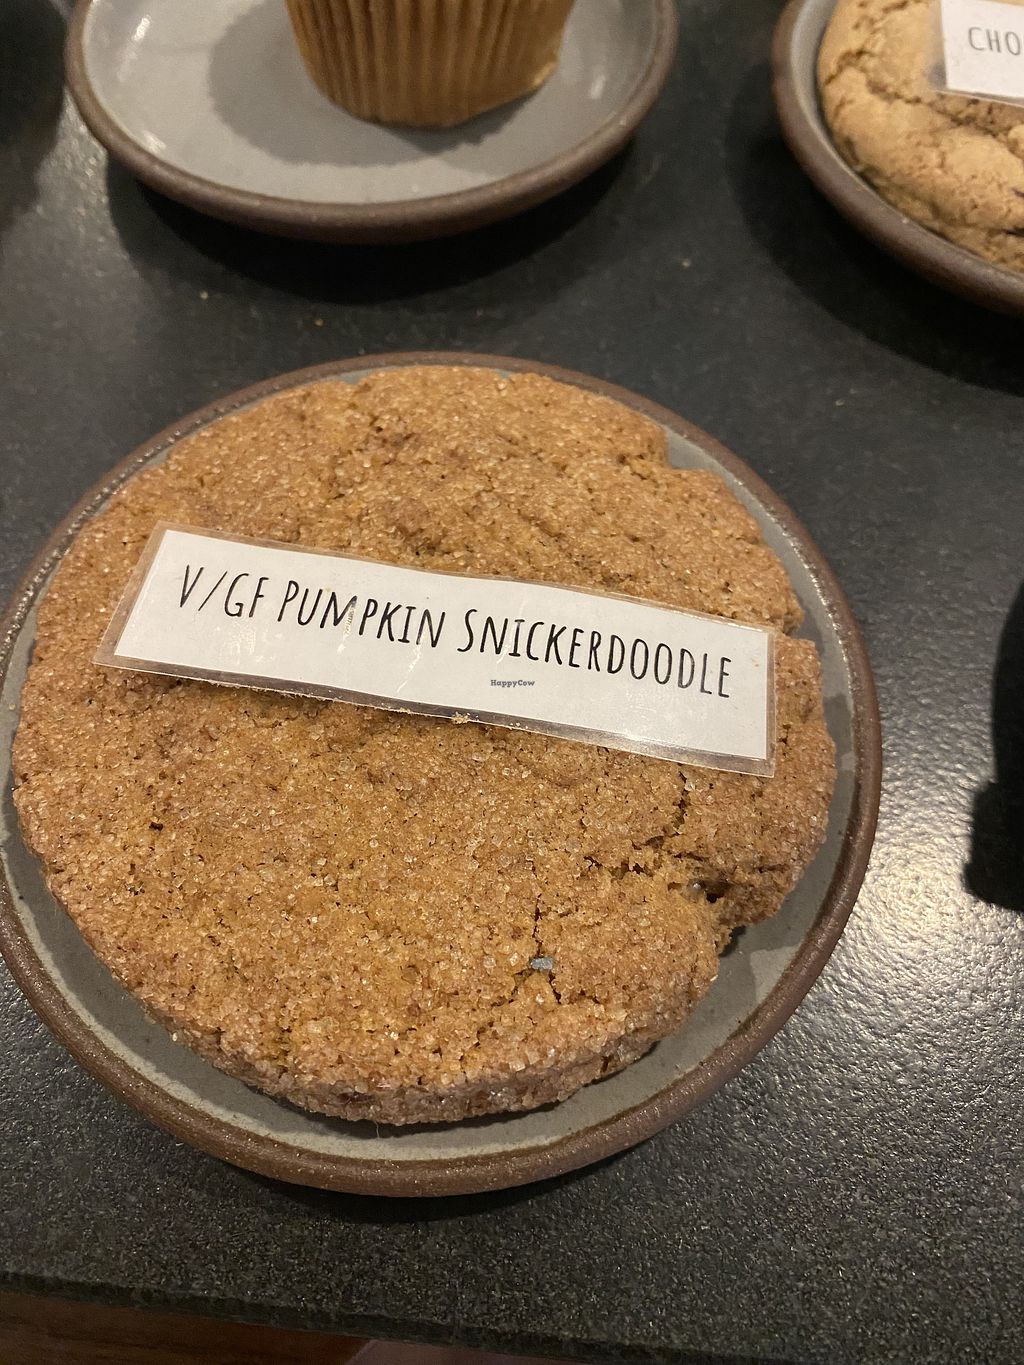 CHO
V/GF PUMPKIN SNICKERDOODLE
HappyCow